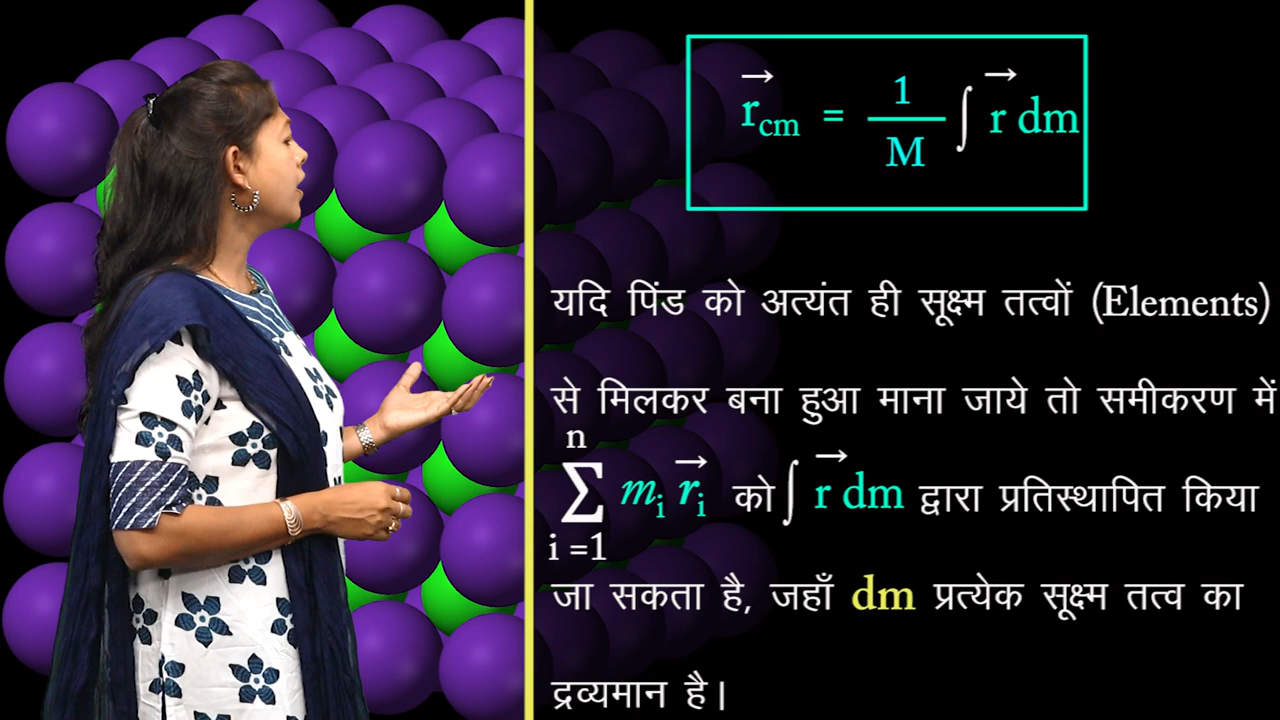 r⃗cm = 1/M ∫ r⃗ dm
यदि पिंड को अत्यंत ही सूक्ष्म तत्वों (Elements)
से मिलकर बना हुआ माना जाये तो समीकरण में
n
Σ mᵢ r⃗ᵢ को ∫ r⃗ dm द्वारा प्रतिस्थापित किया
i =1
जा सकता है, जहाँ dm प्रत्येक सूक्ष्म तत्व का
द्रव्यमान है।